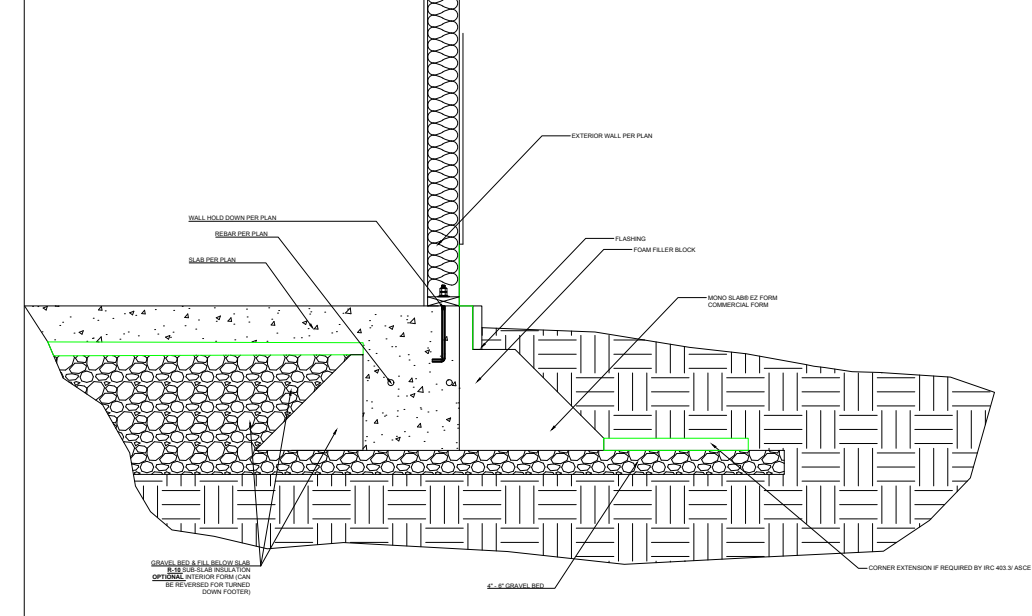 EXTERIOR WALL PER PLAN
WALL HOLD DOWN PER PLAN
REBAR PER PLAN
FLASHING
FOAM FILLER BLOCK
SLAB PER PLAN
MONO SLAB® EZ FORM
COMMERCIAL FORM
GRAVEL BED & FILL BELOW SLAB
R-10 SUB-SLAB INSULATION
OPTIONAL INTERIOR FORM (CAN
BE REVERSED FOR TURNED
DOWN FOOTER)
4" - 6" GRAVEL BED
CORNER EXTENSION IF REQUIRED BY IRC 403.3/ ASCE